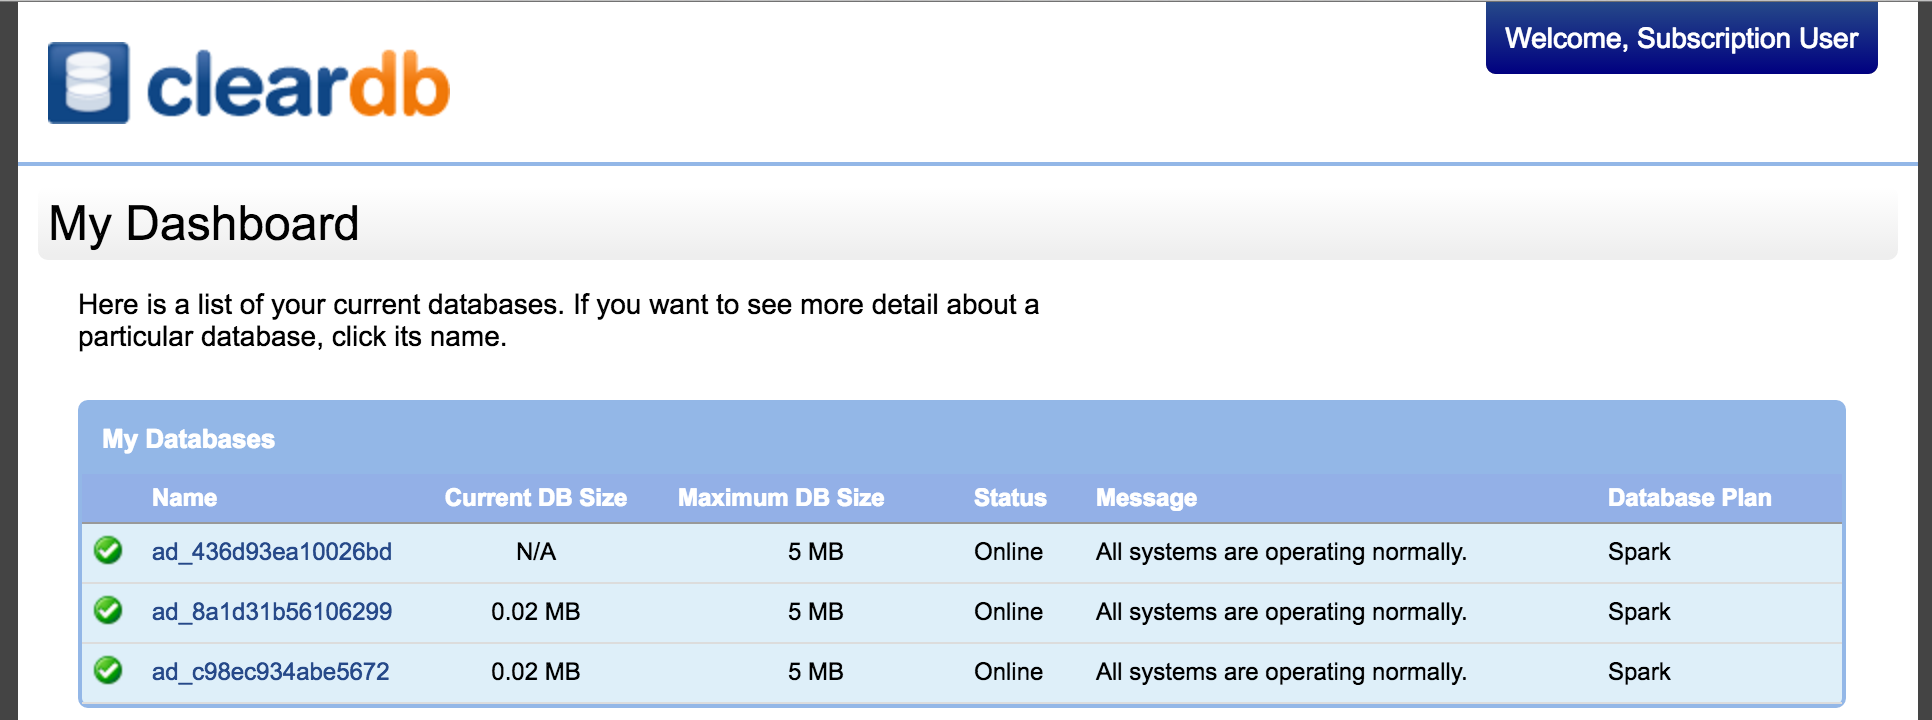 cleardb
Welcome, Subscription User
My Dashboard
Here is a list of your current databases. If you want to see more detail about a
particular database, click its name.
My Databases
Name Current DB Size Maximum DB Size Status Message Database Plan
ad_436d93ea10026bd N/A 5 MB Online All systems are operating normally. Spark
ad_8a1d31b56106299 0.02 MB 5 MB Online All systems are operating normally. Spark
ad_c98ec934abe5672 0.02 MB 5 MB Online All systems are operating normally. Spark